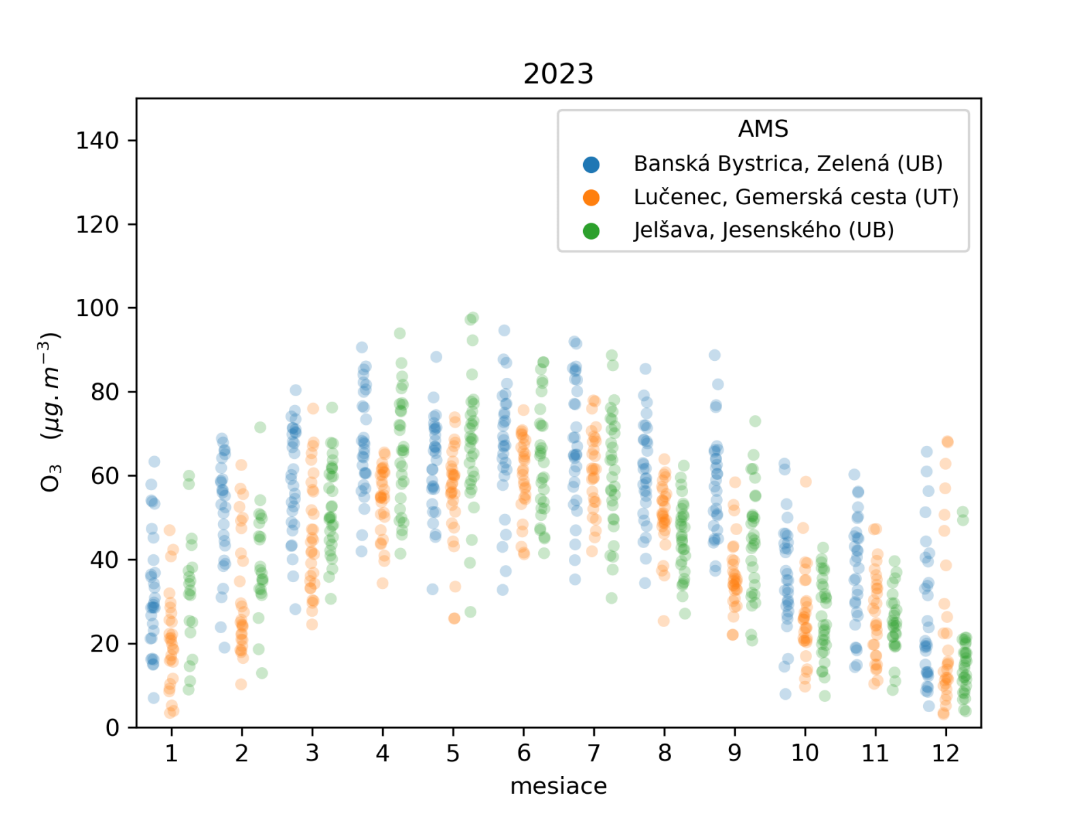 2023
AMS
Banská Bystrica, Zelená (UB)
Lučenec, Gemerská cesta (UT)
Jelšava, Jesenského (UB)
O₃ (μg.m⁻³)
140
120
100
80
60
40
20
0
1 2 3 4 5 6 7 8 9 10 11 12
mesiace